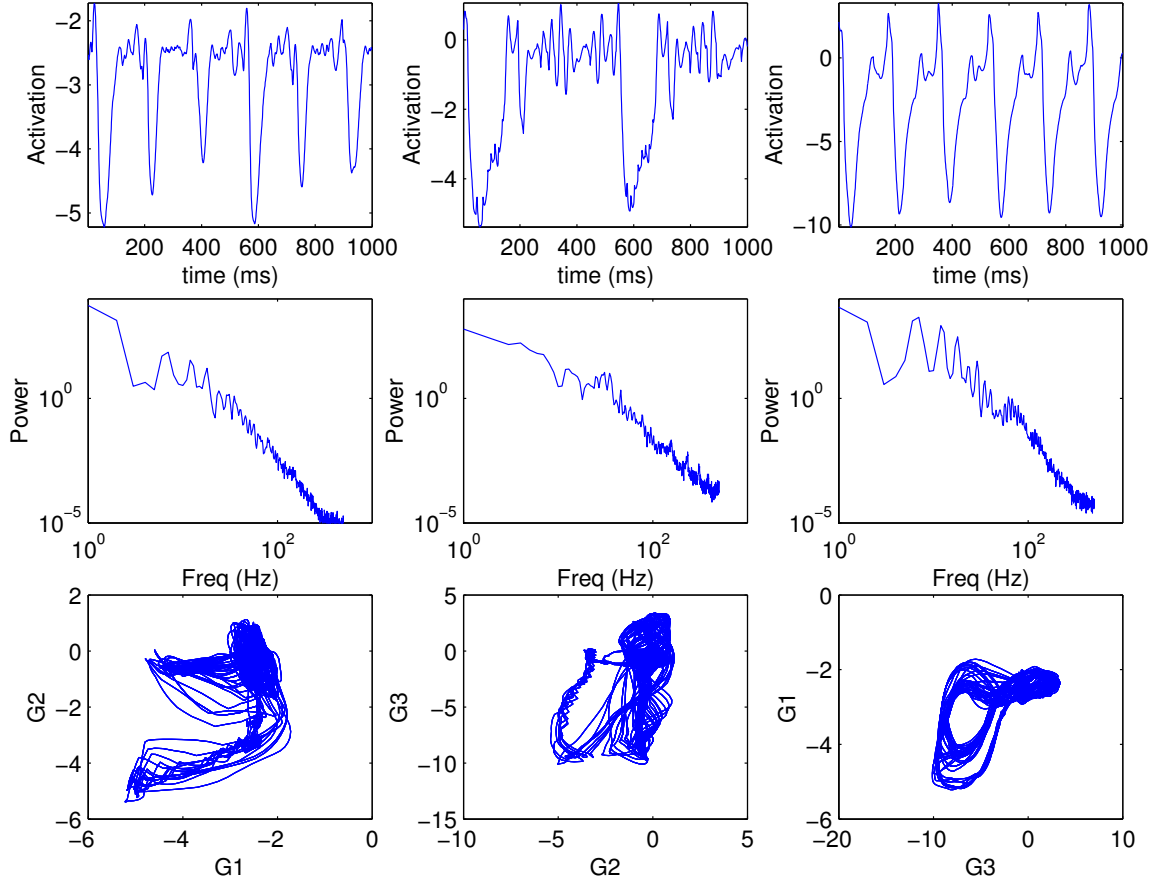 −2
−3
−4
−5
Activation
200 400 600 800 1000
time (ms)
0
−2
−4
Activation
200 400 600 800 1000
time (ms)
0
−5
−10
Activation
200 400 600 800 1000
time (ms)
10^0
10^−5
Power
10^0 10^2
Freq (Hz)
10^0
10^−5
Power
10^0 10^2
Freq (Hz)
10^0
10^−5
Power
10^0 10^2
Freq (Hz)
2
0
−2
−4
−6
G2
−6 −4 −2 0
G1
5
0
−5
−10
−15
G3
−10 −5 0 5
G2
0
−2
−4
−6
G1
−20 −10 0 10
G3